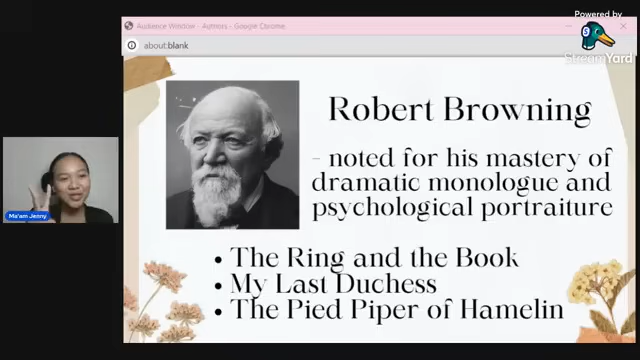 Powered by
StreamYard
Audience Window - Authors - Google Chrome
about:blank
Robert Browning
- noted for his mastery of
dramatic monologue and
psychological portraiture
Ma'am Jenny
• The Ring and the Book
• My Last Duchess
• The Pied Piper of Hamelin